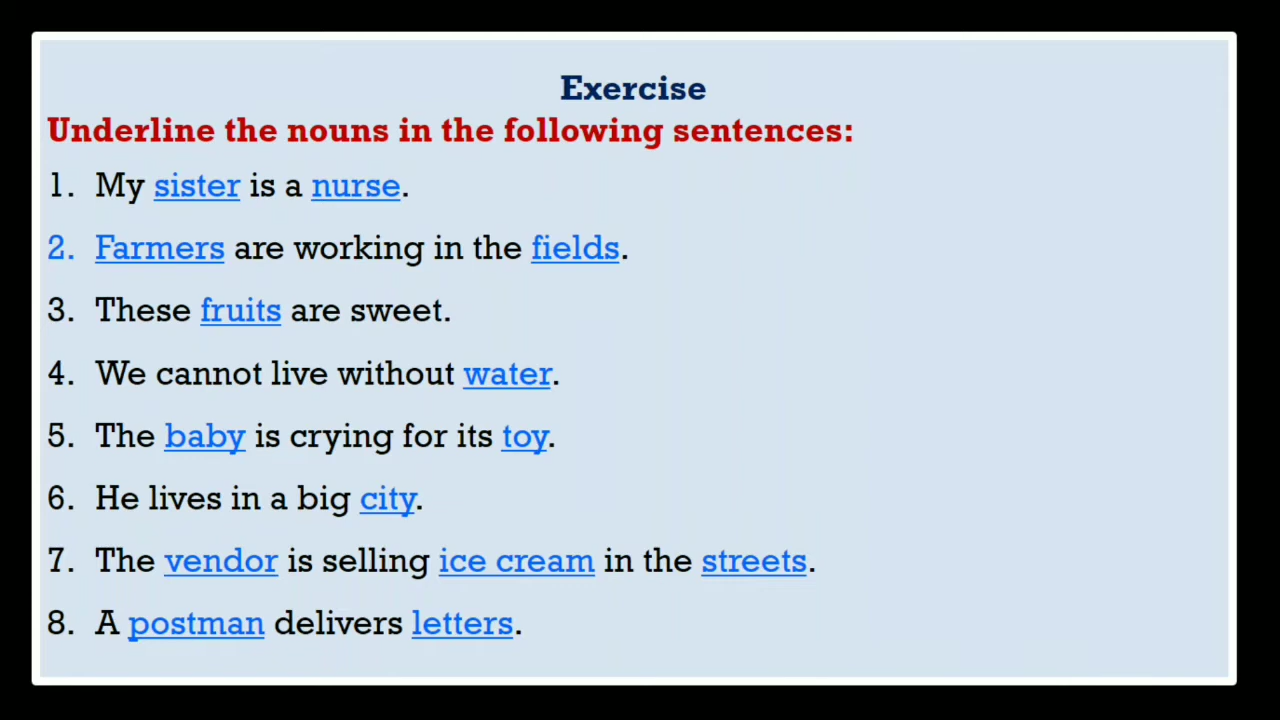 Exercise
Underline the nouns in the following sentences:
1. My sister is a nurse.
2. Farmers are working in the fields.
3. These fruits are sweet.
4. We cannot live without water.
5. The baby is crying for its toy.
6. He lives in a big city.
7. The vendor is selling ice cream in the streets.
8. A postman delivers letters.